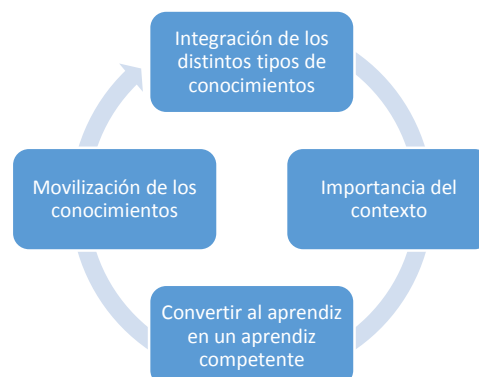 Integración de los
distintos tipos de
conocimientos
Importancia del
contexto
Convertir al aprendiz
en un aprendiz
competente
Movilización de los
conocimientos